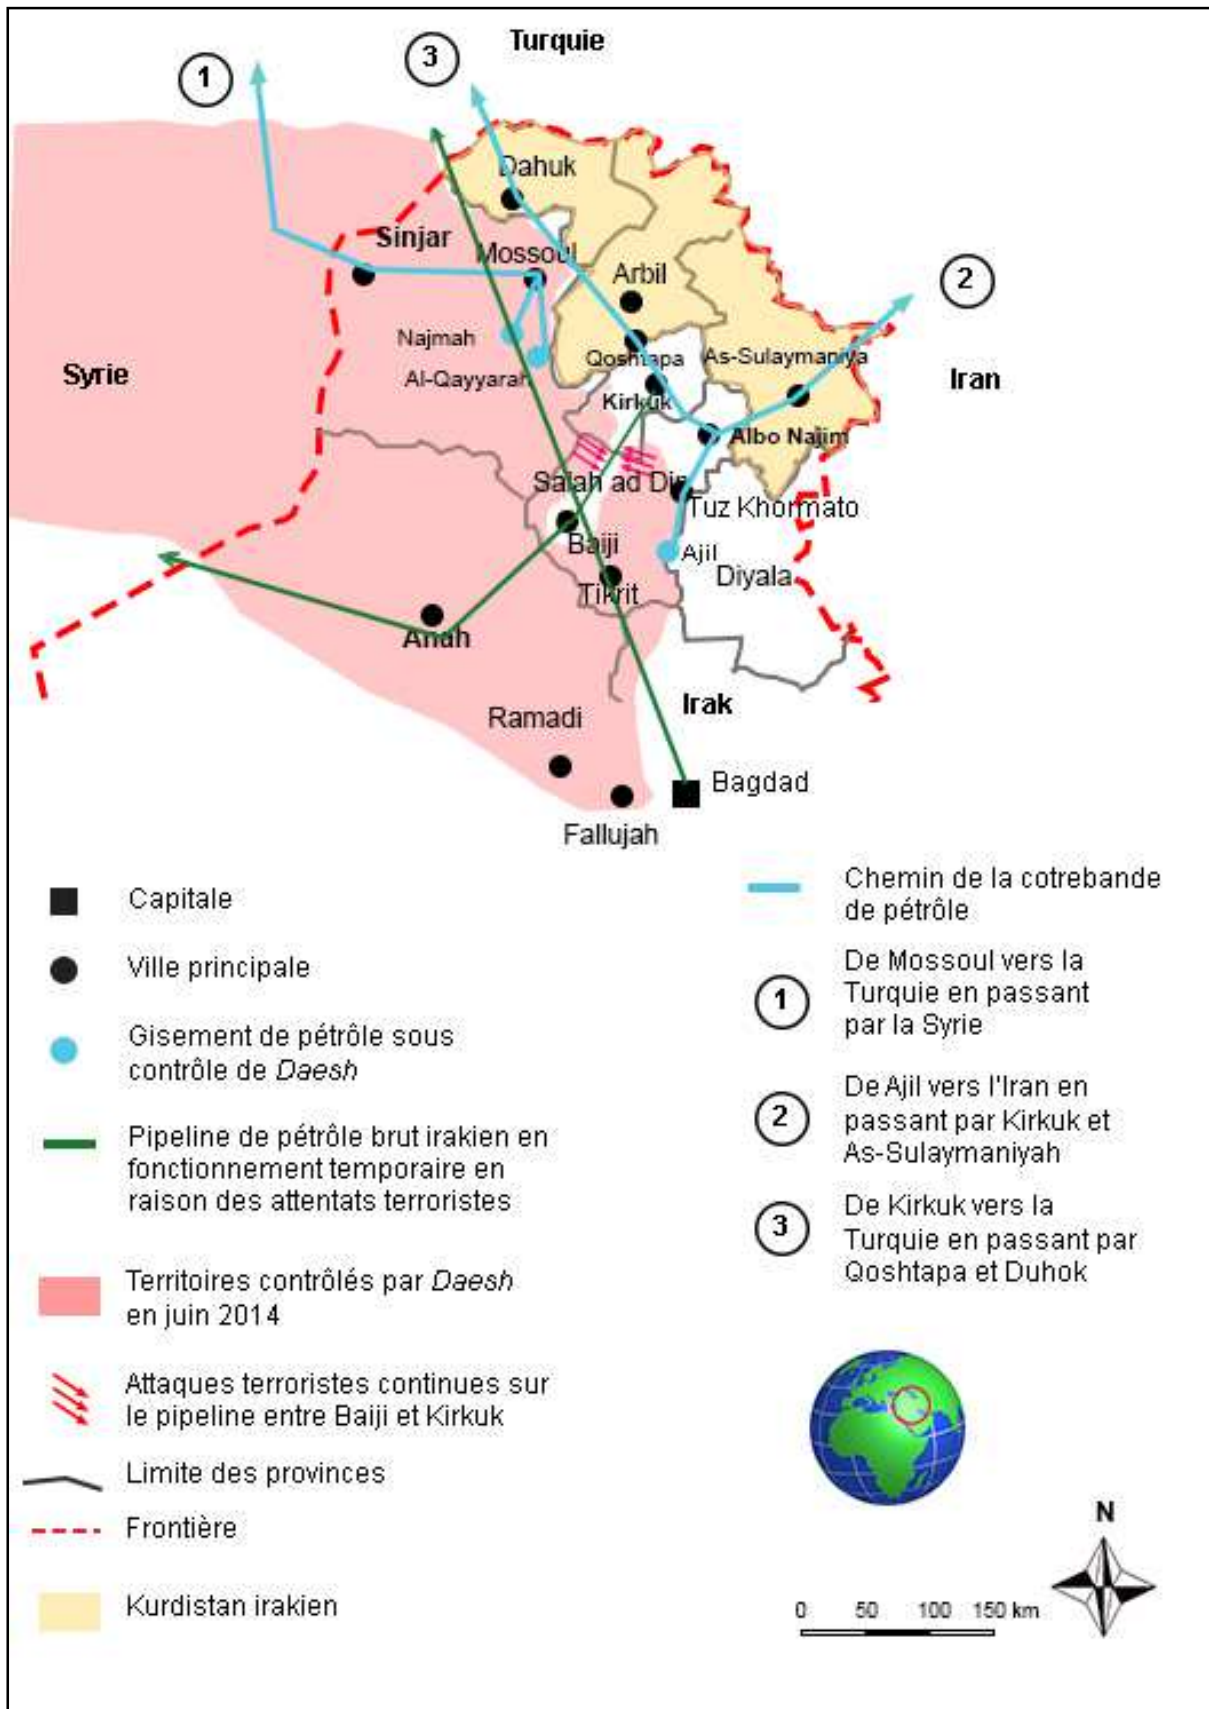 Turquie
1
3
Dahuk
Sinjar
Mossoul
Arbil
2
Najmah
Qoshtapa
As-Sulaymaniya
Syrie
Al-Qayyarah
Iran
Kirkuk
Albo Najim
Salah ad Din
Tuz Khormato
Baiji
Ajil
Diyala
Tikrit
Anah
Irak
Ramadi
Bagdad
Fallujah
Capitale
Ville principale
Gisement de pétrôle sous
contrôle de Daesh
Pipeline de pétrôle brut irakien en
fonctionnement temporaire en
raison des attentats terroristes
Territoires contrôlés par Daesh
en juin 2014
Attaques terroristes continues sur
le pipeline entre Baiji et Kirkuk
Limite des provinces
Frontière
Kurdistan irakien
Chemin de la cotrebande
de pétrôle
1
De Mossoul vers la
Turquie en passant
par la Syrie
2
De Ajil vers l'Iran en
passant par Kirkuk et
As-Sulaymaniyah
3
De Kirkuk vers la
Turquie en passant par
Qoshtapa et Duhok
N
0 50 100 150 km